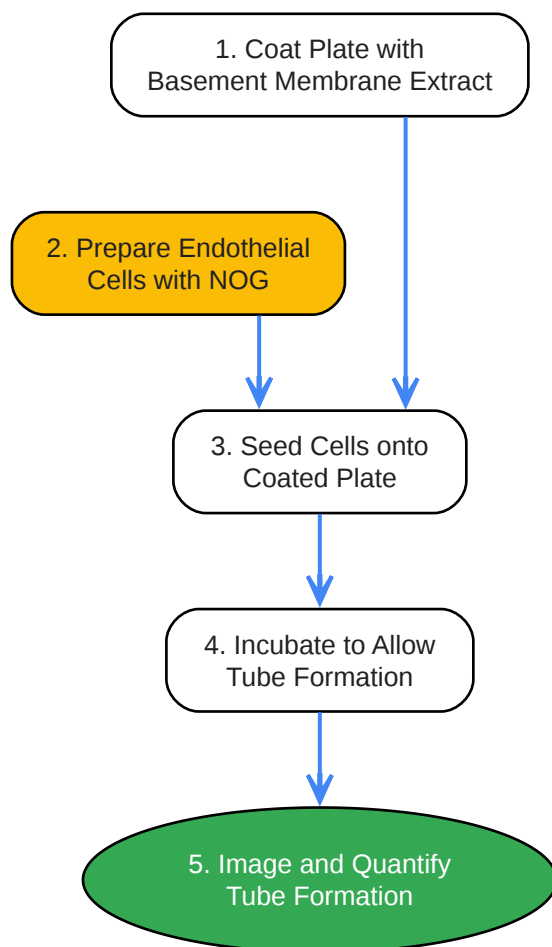 1. Coat Plate with
Basement Membrane Extract
2. Prepare Endothelial
Cells with NOG
3. Seed Cells onto
Coated Plate
4. Incubate to Allow
Tube Formation
5. Image and Quantify
Tube Formation